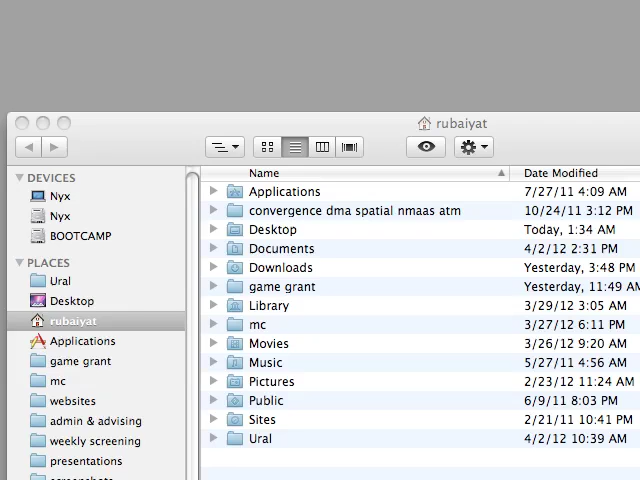 rubaiyat
Name Date Modified
DEVICES
Nyx
Nyx
BOOTCAMP
PLACES
Ural
Desktop
rubaiyat
Applications
game grant
mc
websites
admin & advising
weekly screening
presentations
Applications 7/27/11 4:09 AM
convergence dma spatial nmaas atm 10/24/11 3:12 PM
Desktop Today, 1:34 AM
Documents 4/2/12 2:31 PM
Downloads Yesterday, 3:48 PM
game grant Yesterday, 11:49 AM
Library 3/29/12 3:05 AM
mc 3/27/12 6:11 PM
Movies 3/26/12 9:20 AM
Music 5/27/11 4:56 AM
Pictures 2/23/12 11:24 AM
Public 6/9/11 8:03 PM
Sites 2/21/11 10:41 PM
Ural 4/2/12 10:39 AM